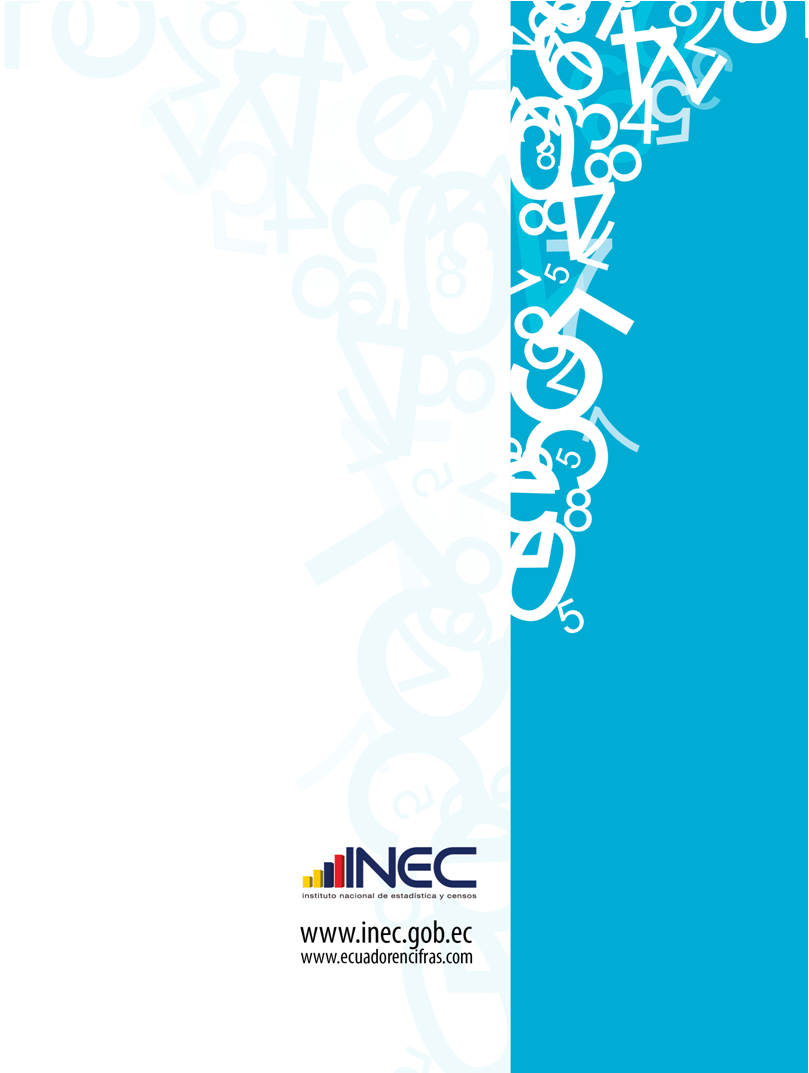 INEC
instituto nacional de estadística y censos
www.inec.gob.ec
www.ecuadorencifras.com